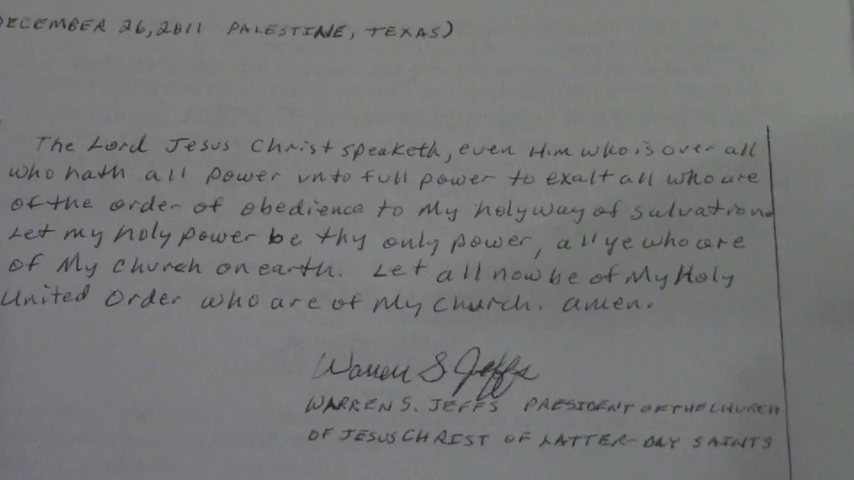 DECEMBER 26, 2011 PALESTINE, TEXAS)
The Lord Jesus Christ speaketh, even Him who is over all
who hath all power unto full power to exalt all who are
of the order of obedience to My holy way of salvation.
Let my holy power be thy only power, all ye who are
of My Church on earth. Let all now be of My Holy
United Order who are of My Church. Amen.
Warren S Jeffs
WARREN S. JEFFS PRESIDENT OF THE CHURCH
OF JESUS CHRIST OF LATTER-DAY SAINTS